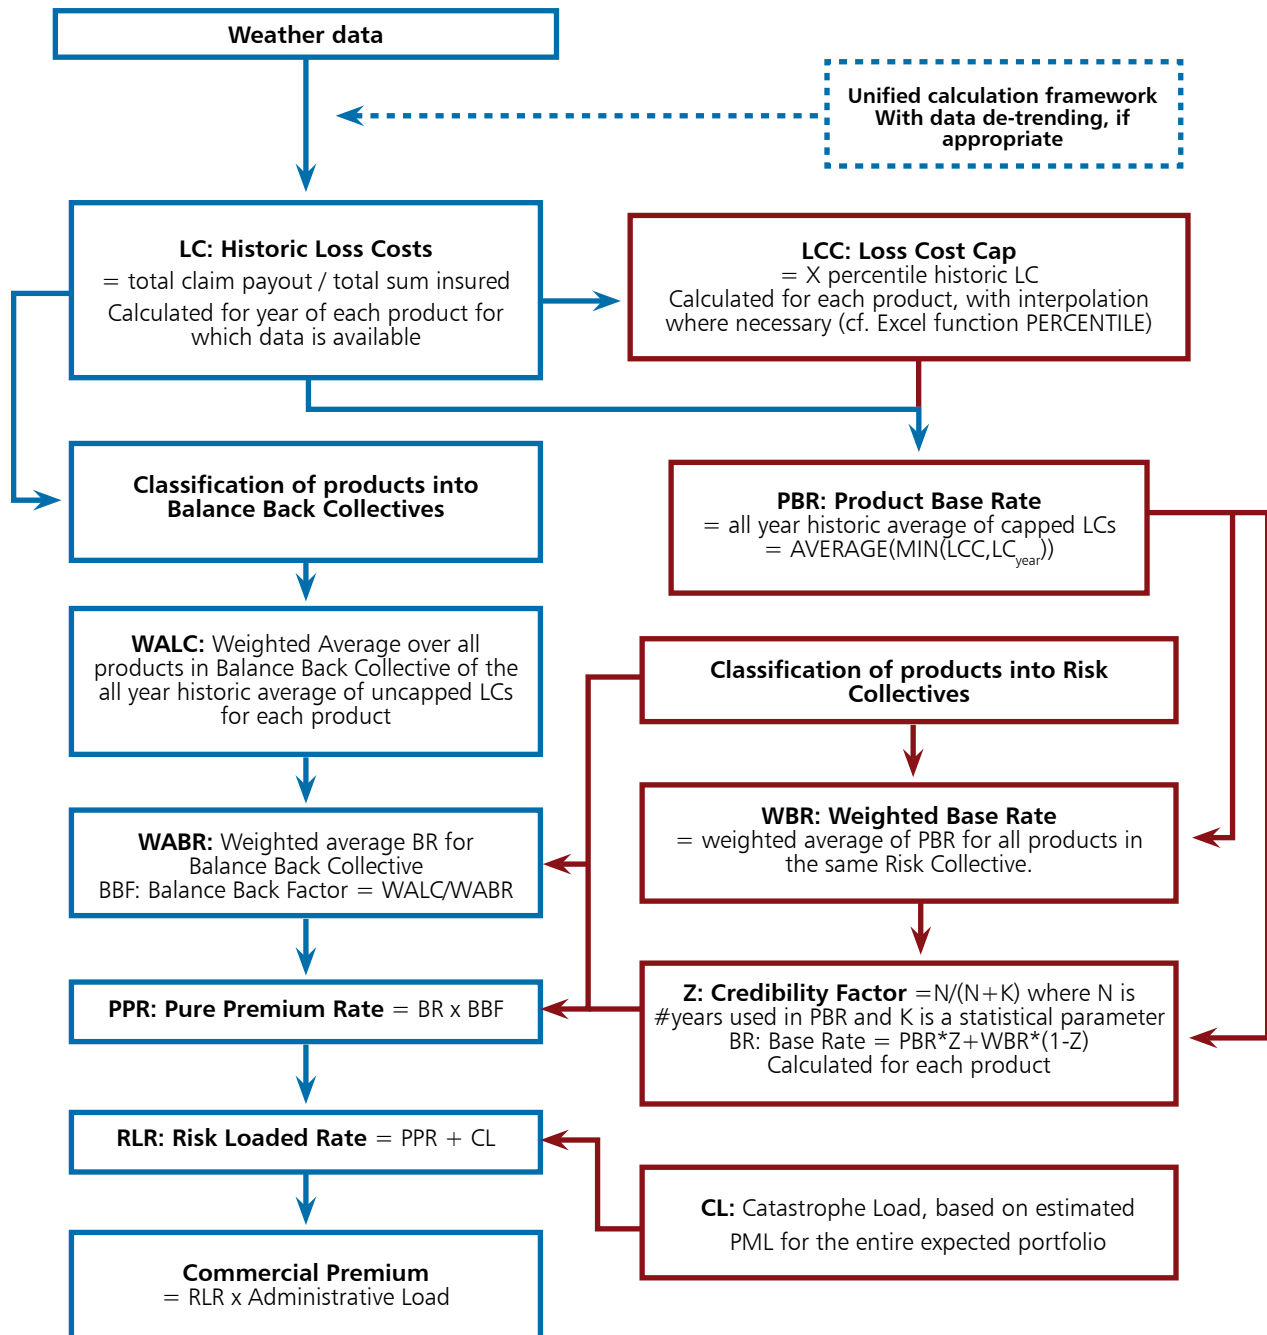 Weather data
Unified calculation framework
With data de-trending, if
appropriate
LC: Historic Loss Costs
= total claim payout / total sum insured
Calculated for year of each product for
which data is available
LCC: Loss Cost Cap
= X percentile historic LC
Calculated for each product, with interpolation
where necessary (cf. Excel function PERCENTILE)
Classification of products into
Balance Back Collectives
PBR: Product Base Rate
= all year historic average of capped LCs
= AVERAGE(MIN(LCC,LCyear))
WALC: Weighted Average over all
products in Balance Back Collective of the
all year historic average of uncapped LCs
for each product
Classification of products into Risk
Collectives
WABR: Weighted average BR for
Balance Back Collective
BBF: Balance Back Factor = WALC/WABR
WBR: Weighted Base Rate
= weighted average of PBR for all products in
the same Risk Collective.
PPR: Pure Premium Rate = BR x BBF
Z: Credibility Factor =N/(N+K) where N is
#years used in PBR and K is a statistical parameter
BR: Base Rate = PBR*Z+WBR*(1-Z)
Calculated for each product
RLR: Risk Loaded Rate = PPR + CL
CL: Catastrophe Load, based on estimated
PML for the entire expected portfolio
Commercial Premium
= RLR x Administrative Load